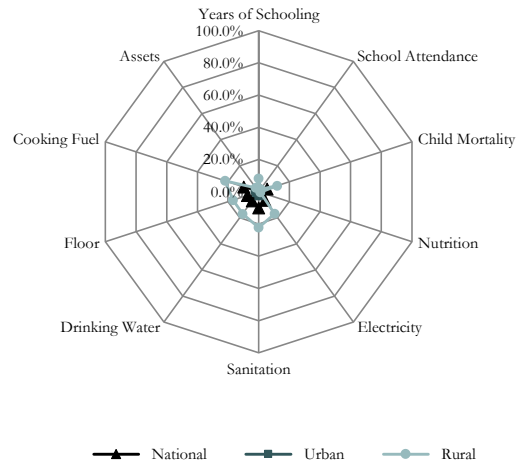 Years of Schooling
100.0%
Assets
School Attendance
80.0%
60.0%
40.0%
Cooking Fuel
Child Mortality
20.0%
0.0%
Floor
Nutrition
Drinking Water
Electricity
Sanitation
National Urban Rural